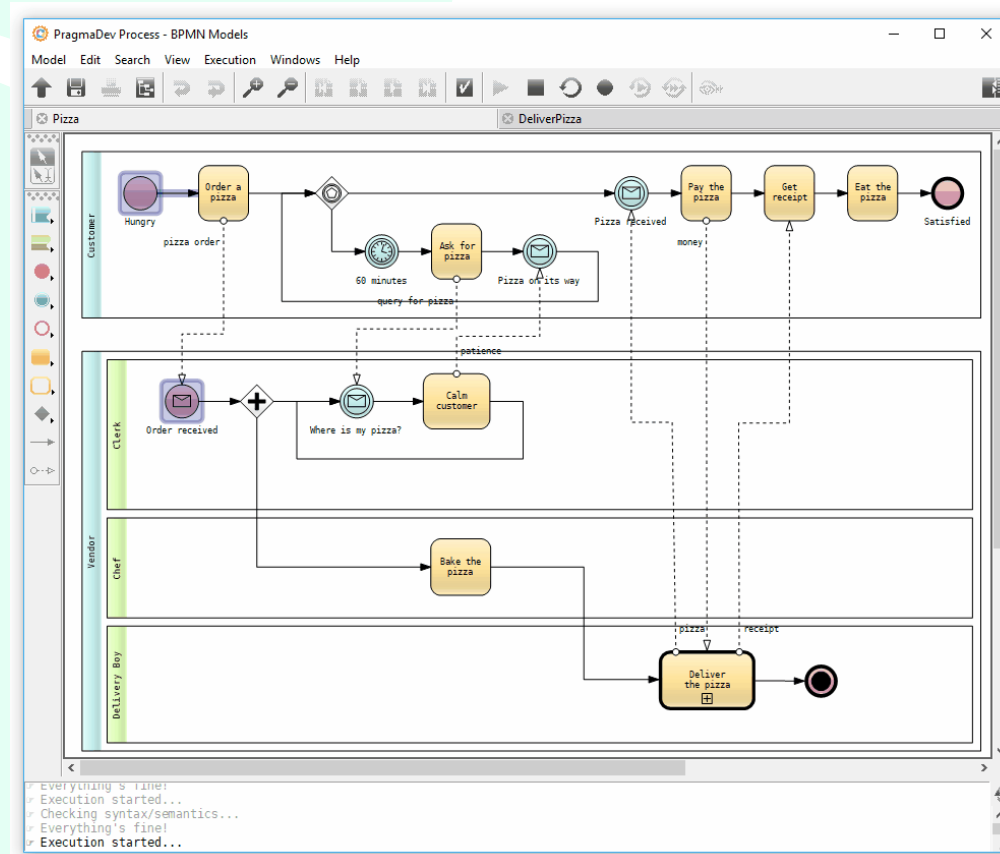 PragmaDev Process - BPMN Models
Model Edit Search View Execution Windows Help
Pizza
DeliverPizza
Customer
Hungry
Order a
pizza
pizza order
60 minutes
Ask for
pizza
query for pizza
Pizza on its way
Pizza received
Pay the
pizza
money
Get
receipt
Eat the
pizza
Satisfied
patience
Vendor
Clerk
Order received
Where is my pizza?
Calm
customer
Chef
Bake the
pizza
Delivery Boy
pizza
receipt
Deliver
the pizza
Everything's fine!
Execution started...
Checking syntax/semantics...
Everything's fine!
Execution started...